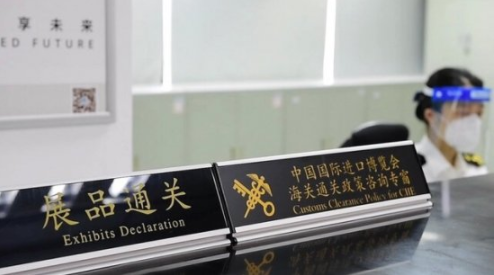 享未来
ED FUTURE
展品通关
Exhibits Declaration
中国国际进口博览会
海关通关政策咨询专窗
Customs Clearance Policy for CIIE